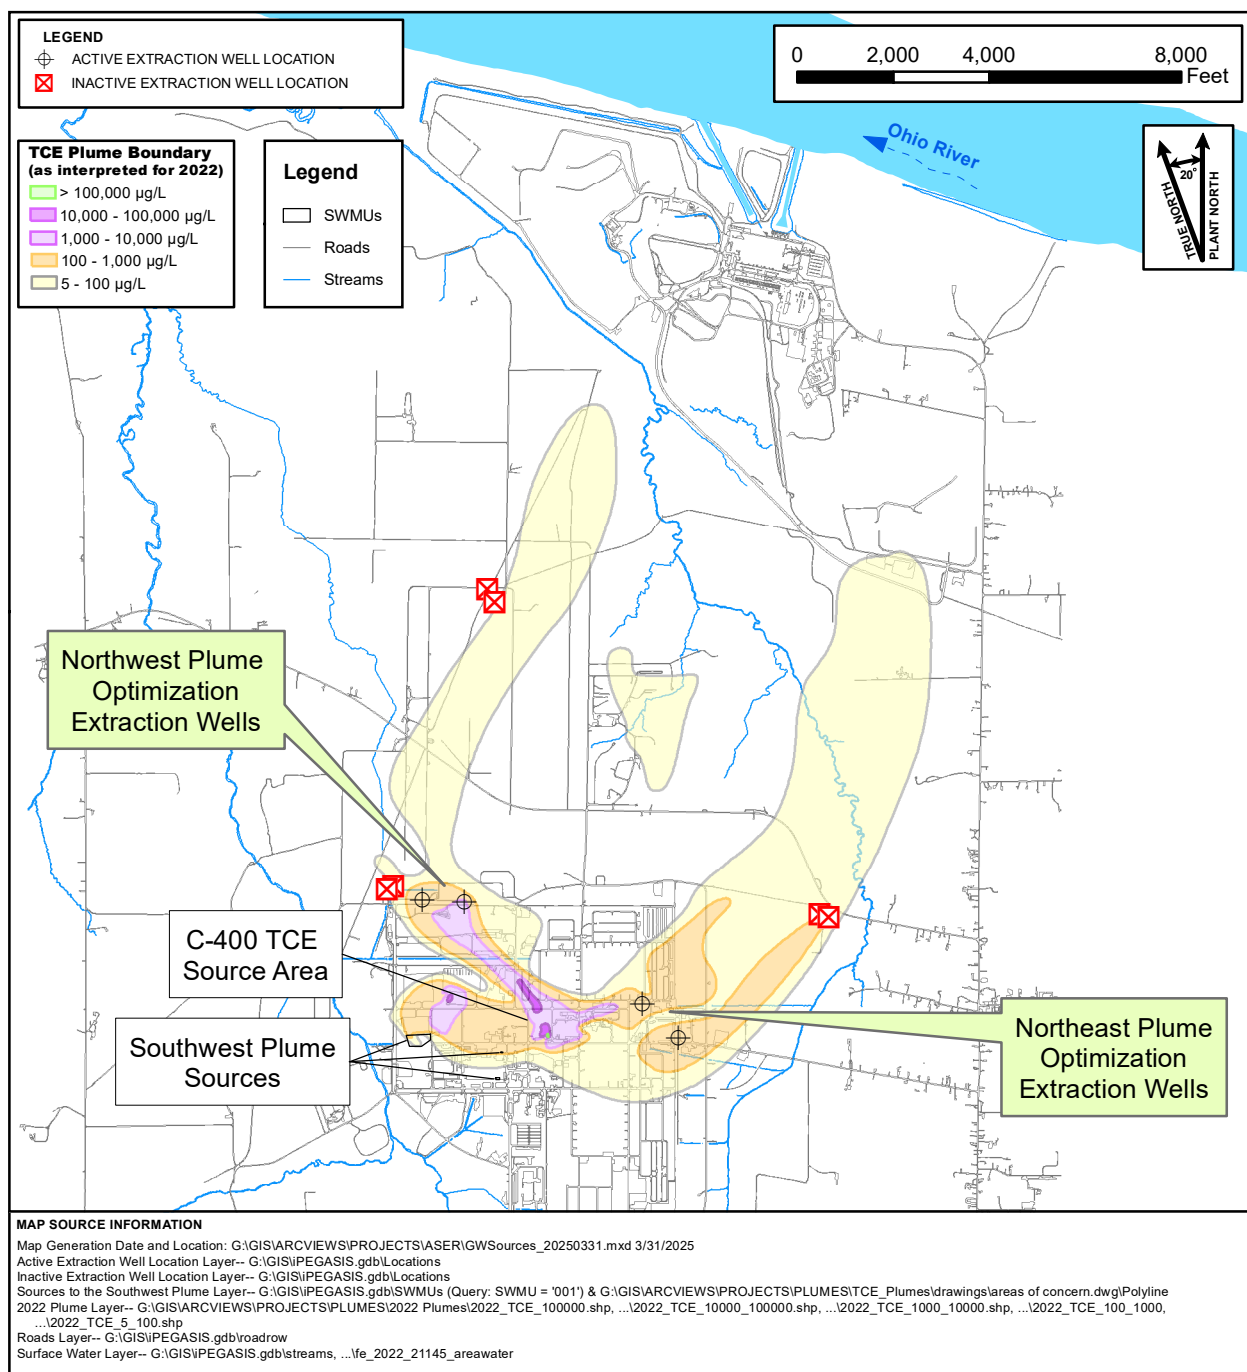 LEGEND
ACTIVE EXTRACTION WELL LOCATION
INACTIVE EXTRACTION WELL LOCATION
0 2,000 4,000 8,000
Feet
Ohio River
TRUE NORTH
20°
PLANT NORTH
TCE Plume Boundary
(as interpreted for 2022)
> 100,000 µg/L
10,000 - 100,000 µg/L
1,000 - 10,000 µg/L
100 - 1,000 µg/L
5 - 100 µg/L
Legend
SWMUs
Roads
Streams
Northwest Plume
Optimization
Extraction Wells
C-400 TCE
Source Area
Southwest Plume
Sources
Northeast Plume
Optimization
Extraction Wells
MAP SOURCE INFORMATION
Map Generation Date and Location: G:\GIS\ARCVIEWS\PROJECTS\ASER\GWSources_20250331.mxd 3/31/2025
Active Extraction Well Location Layer-- G:\GIS\iPEGASIS.gdb\Locations
Inactive Extraction Well Location Layer-- G:\GIS\iPEGASIS.gdb\Locations
Sources to the Southwest Plume Layer-- G:\GIS\iPEGASIS.gdb\SWMUs (Query: SWMU = '001') & G:\GIS\ARCVIEWS\PROJECTS\PLUMES\TCE_Plumes\drawings\areas of concern.dwg\Polyline
2022 Plume Layer-- G:\GIS\ARCVIEWS\PROJECTS\PLUMES\2022 Plumes\2022_TCE_100000.shp, ...\2022_TCE_10000_100000.shp, ...\2022_TCE_1000_10000.shp, ...\2022_TCE_100_1000,
...\2022_TCE_5_100.shp
Roads Layer-- G:\GIS\iPEGASIS.gdb\roadrow
Surface Water Layer-- G:\GIS\iPEGASIS.gdb\streams, ...\fe_2022_21145_areawater